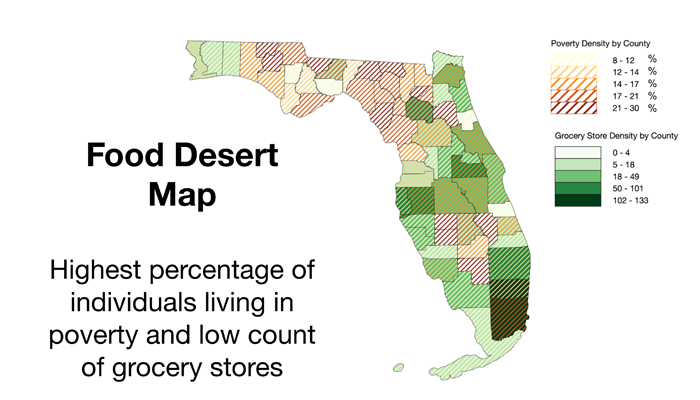 Food Desert
Map
Highest percentage of
individuals living in
poverty and low count
of grocery stores
Poverty Density by County
8 - 12 %
12 - 14 %
14 - 17 %
17 - 21 %
21 - 30 %
Grocery Store Density by County
0 - 4
5 - 18
18 - 49
50 - 101
102 - 133